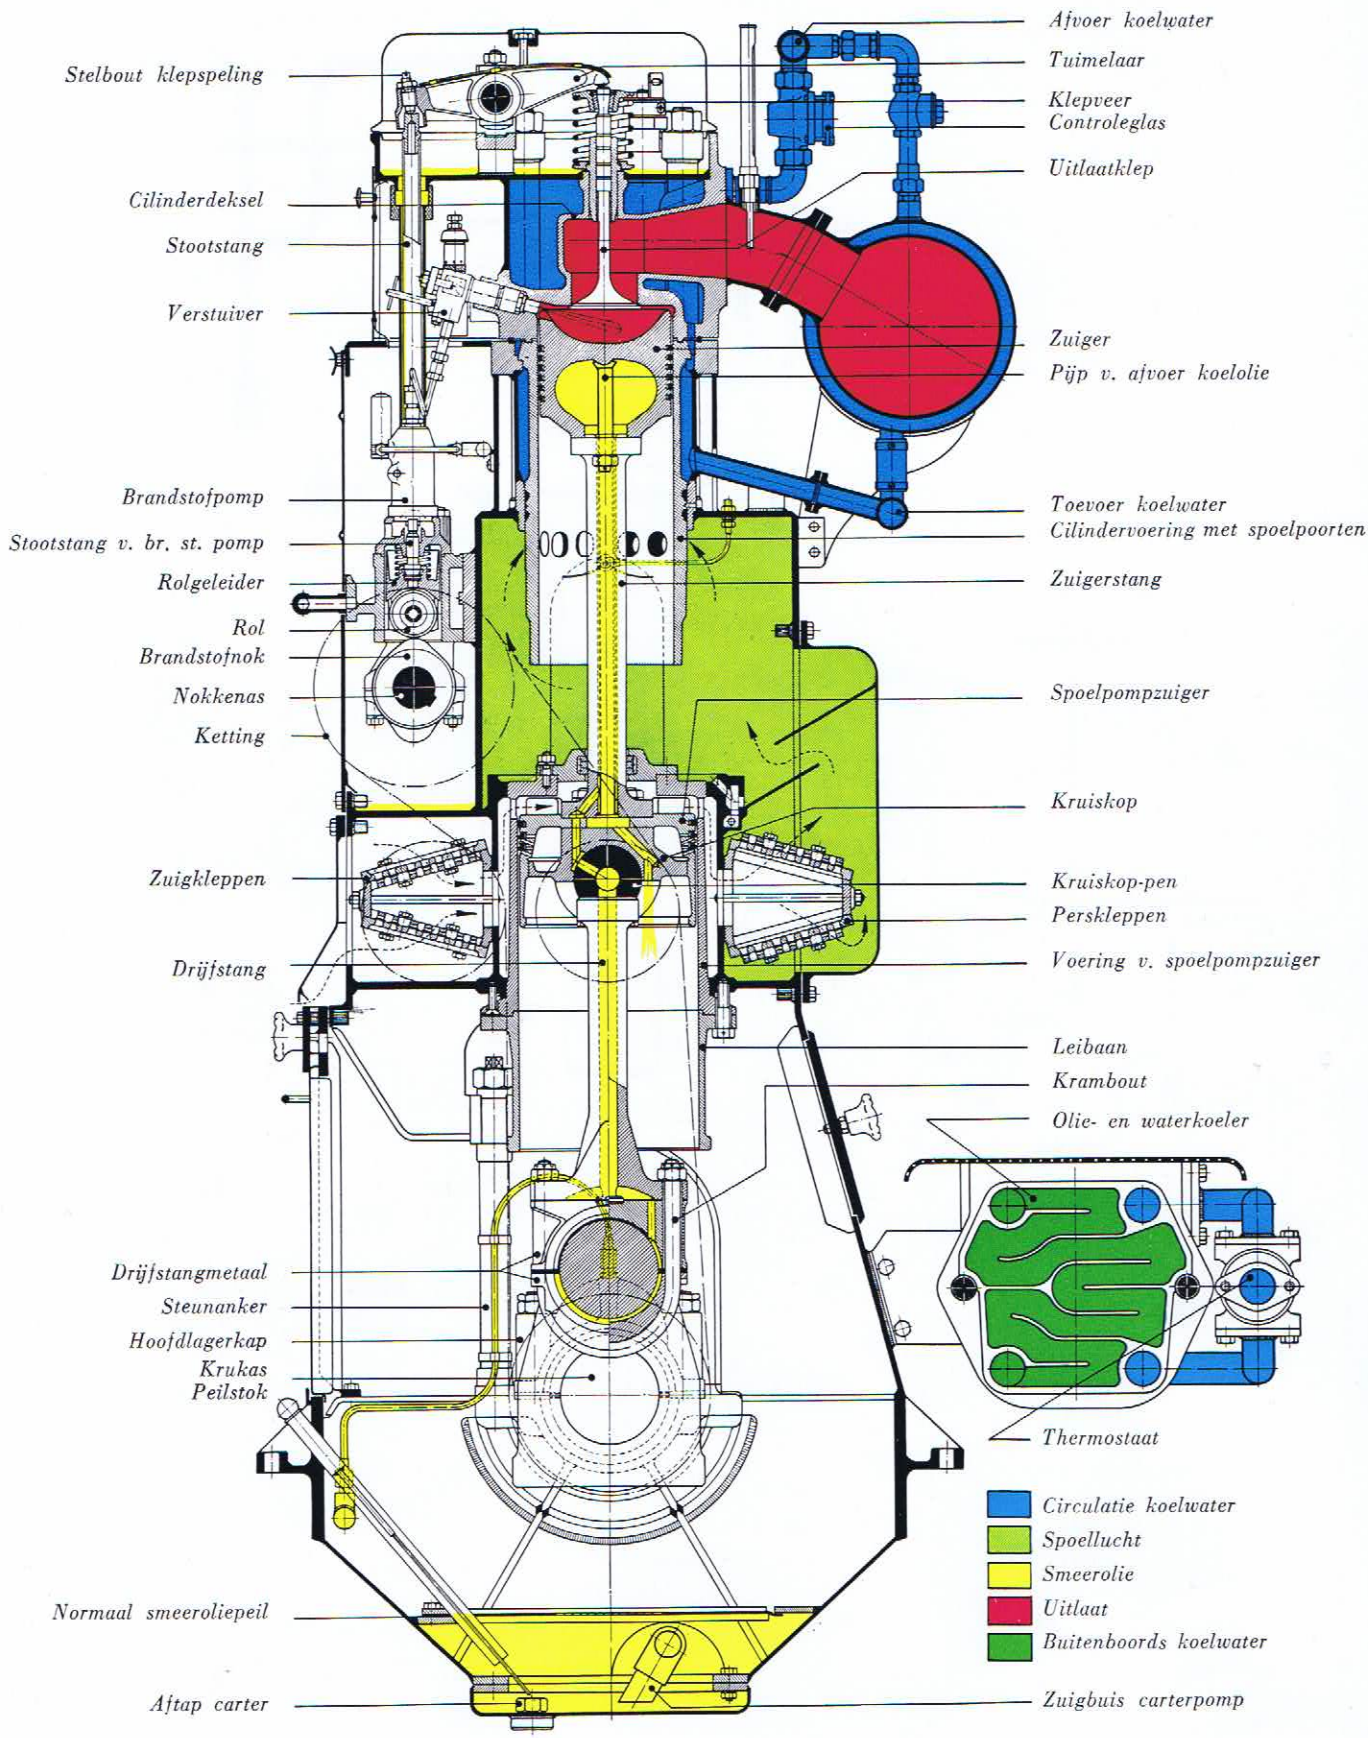 Stelbout klepspeling
Cilinderdeksel
Stootstang
Verstuiver
Brandstofpomp
Stootstang v. br. st. pomp
Rolgeleider
Rol
Brandstofnok
Nokkenas
Ketting
Zuigkleppen
Drijfstang
Drijfstangmetaal
Steunanker
Hoofdlagerkap
Krukas
Peilstok
Normaal smeeroliepeil
Aftap carter
Afvoer koelwater
Tuimelaar
Klepveer
Controleglas
Uitlaatklep
Zuiger
Pijp v. afvoer koelolie
Toevoer koelwater
Cilindervoering met spoelpoorten
Zuigerstang
Spoelpompzuiger
Kruiskop
Kruiskop-pen
Perskleppen
Voering v. spoelpompzuiger
Leibaan
Krambout
Olie- en waterkoeler
Thermostaat
Circulatie koelwater
Spoellucht
Smeerolie
Uitlaat
Buitenboords koelwater
Zuigbuis carterpomp